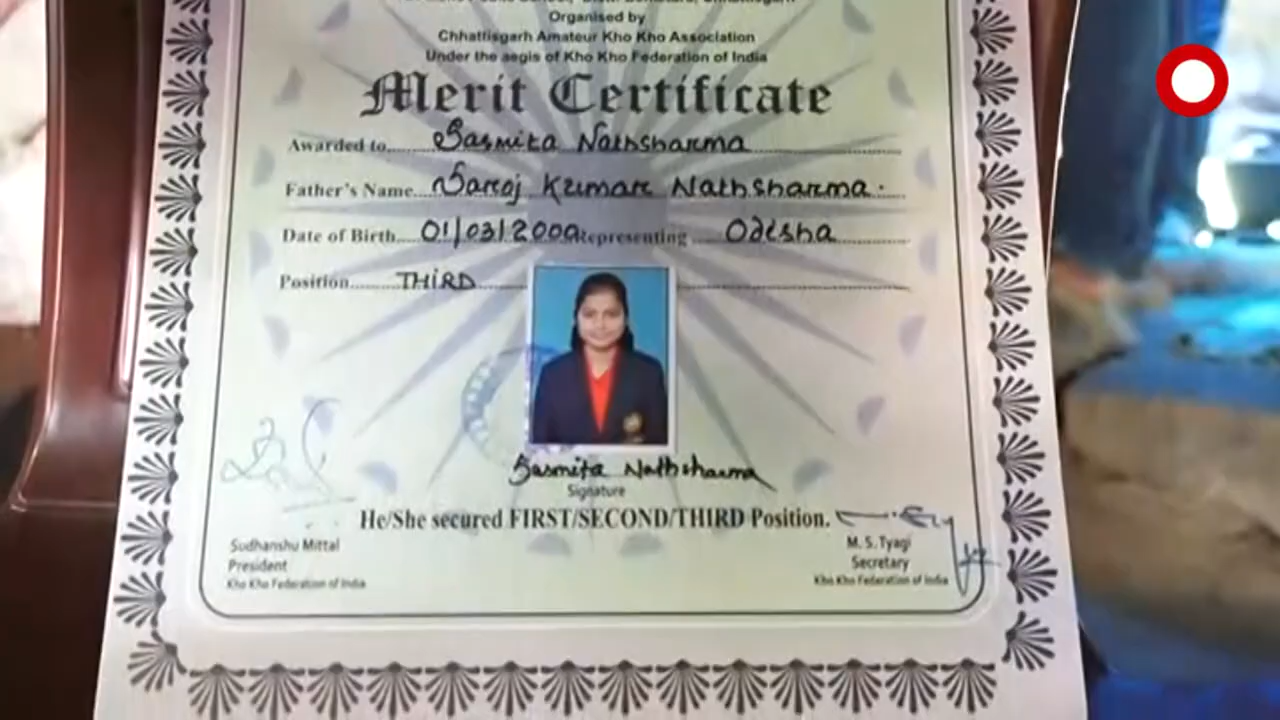 Organised by
Chhattisgarh Amateur Kho Kho Association
Under the aegis of Kho Kho Federation of India
Merit Certificate
Awarded to Sasmita Nathsharma
Father's Name Saroj Kumar Nathsharma.
Date of Birth 01/03/2000 Representing Odisha
Position THIRD
Sasmita Nathsharma
Signature
He/She secured FIRST/SECOND/THIRD Position.
Sudhanshu Mittal
President
Kho Kho Federation of India
M. S. Tyagi
Secretary
Kho Kho Federation of India